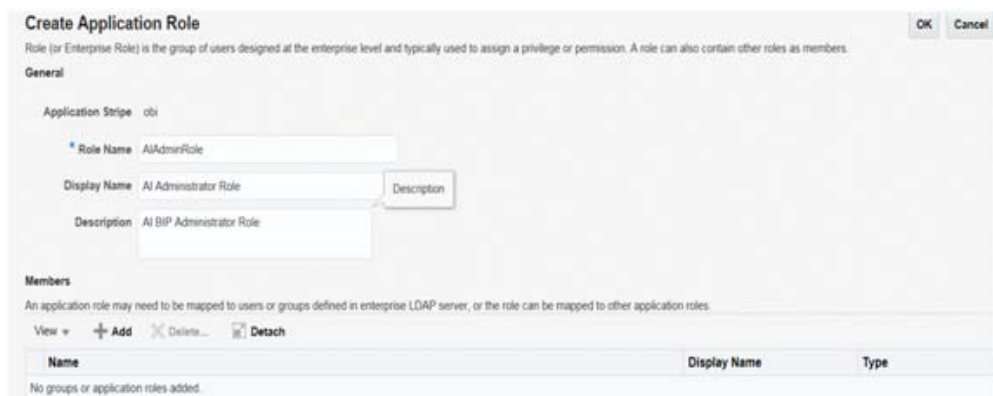 Create Application Role
OK Cancel
Role (or Enterprise Role) is the group of users designed at the enterprise level and typically used to assign a privilege or permission. A role can also contain other roles as members.
General
Application Stripe obi
* Role Name AIAdminRole
Display Name AI Administrator Role
Description
Description AI BIP Administrator Role
Members
An application role may need to be mapped to users or groups defined in enterprise LDAP server, or the role can be mapped to other application roles.
View Add Delete... Detach
Name Display Name Type
No groups or application roles added.